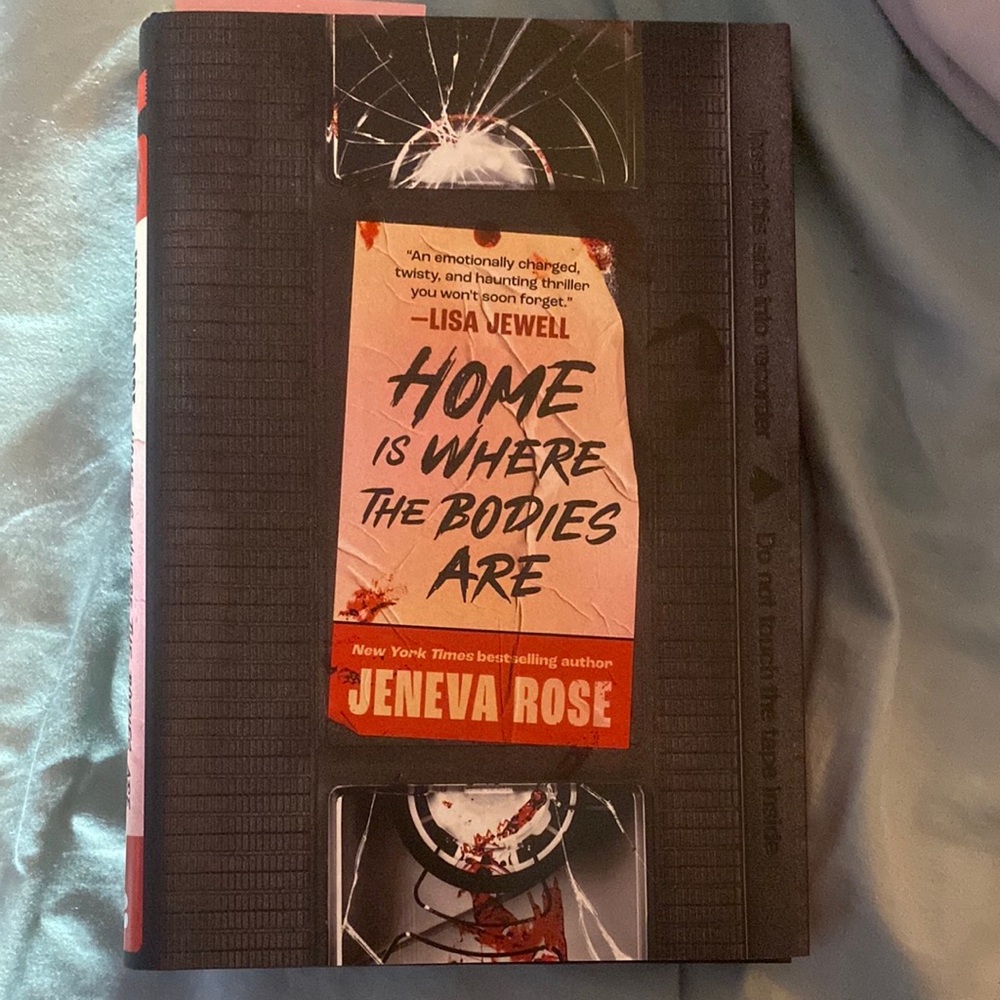 “An emotionally charged,
twisty, and haunting thriller
you won't soon forget.”
—LISA JEWELL
HOME
IS WHERE
THE BODIES
ARE
New York Times bestselling author
JENEVA ROSE
Insert this side into recorder ▲ Do not touch the tape inside